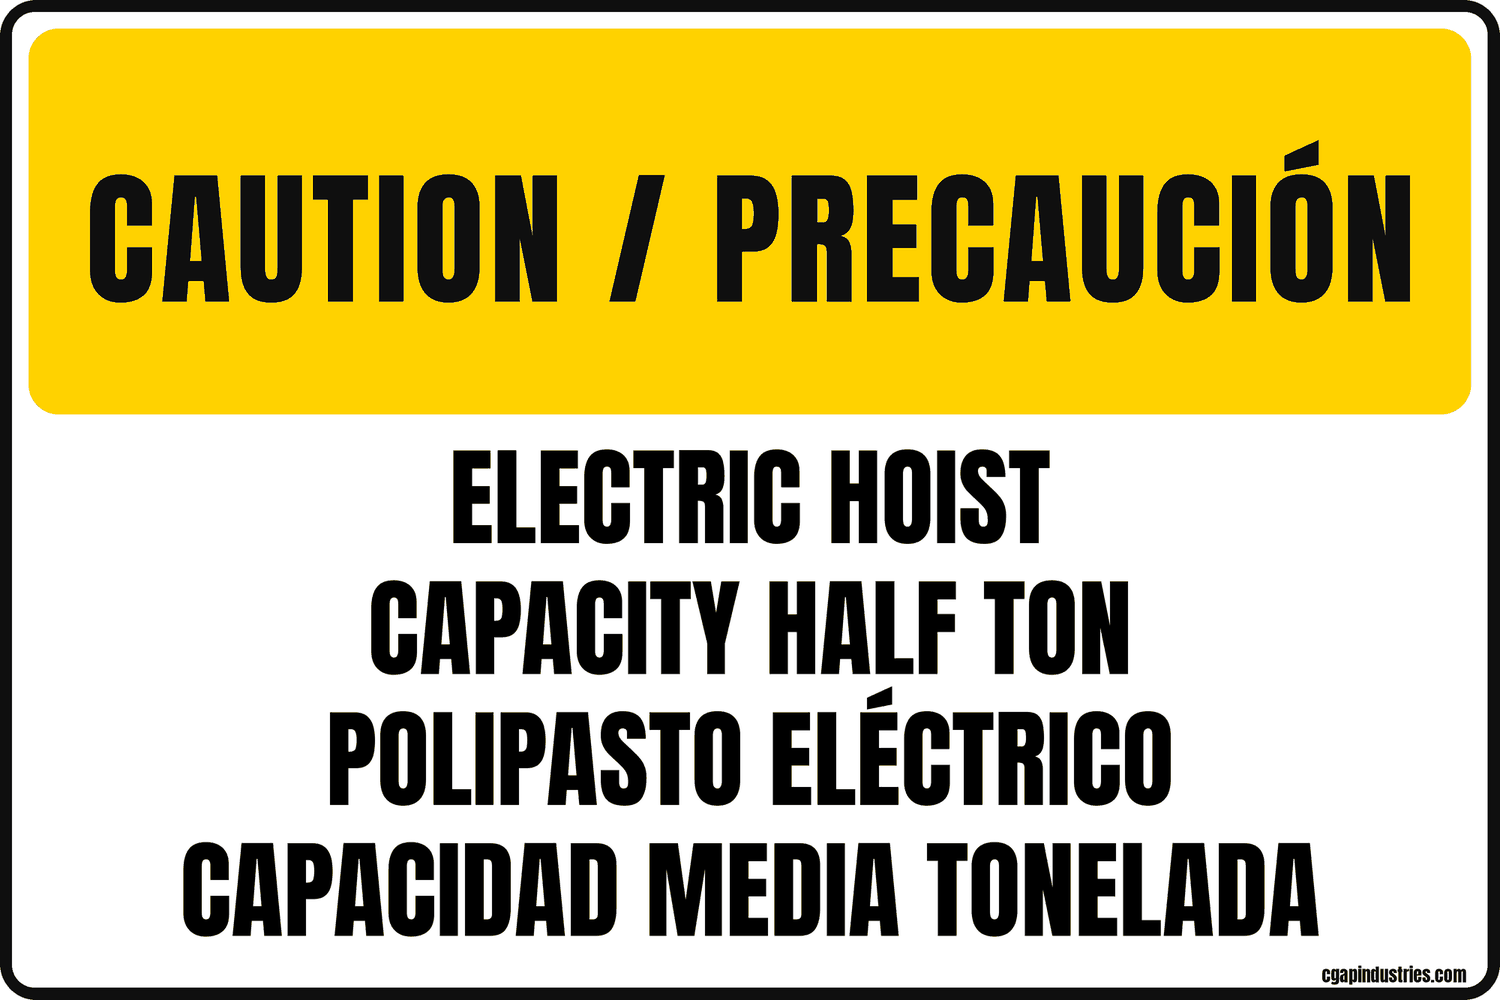 CAUTION / PRECAUCIÓN
ELECTRIC HOIST
CAPACITY HALF TON
POLIPASTO ELÉCTRICO
CAPACIDAD MEDIA TONELADA
cgapindustries.com